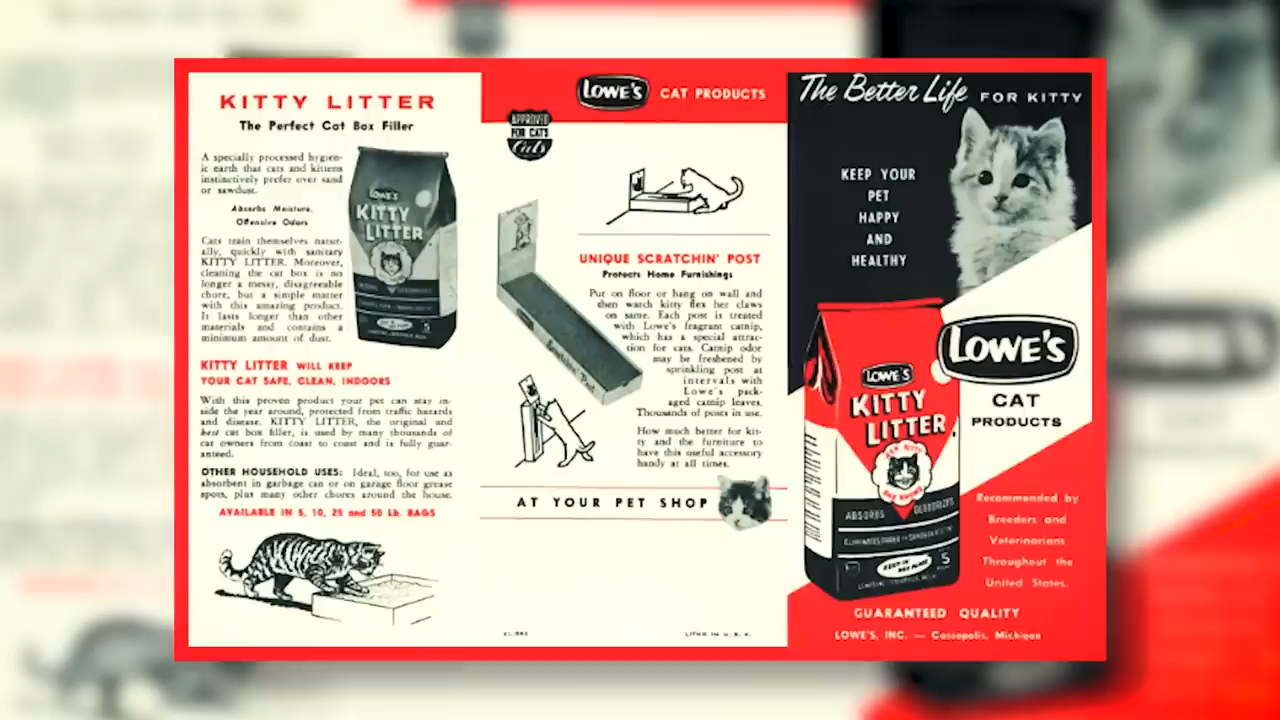 KITTY LITTER
The Perfect Cat Box Filler
A specially processed hygien-
ic earth that cats and kittens
instinctively prefer over sand
or sawdust.
Absorbs Moisture,
Offensive Odors
Cats train themselves natur-
ally, quickly with sanitary
KITTY LITTER. Moreover,
cleaning the cat box is no
longer a messy, disagreeable
chore, but a simple matter
with this amazing product.
It lasts longer than other
materials and contains a
minimum amount of dust.
LOWE'S
KITTY
LITTER
KITTY LITTER WILL KEEP
YOUR CAT SAFE, CLEAN, INDOORS
With this proven product your pet can stay in-
side the year around, protected from traffic hazards
and disease. KITTY LITTER, the original and
best cat box filler, is used by many thousands of
cat owners from coast to coast and is fully guar-
anteed.
OTHER HOUSEHOLD USES: Ideal, too, for use as
absorbent in garbage can or on garage floor grease
spots, plus many other chores around the house.
AVAILABLE IN 5, 10, 25 and 50 Lb. BAGS
LOWE'S CAT PRODUCTS
APPROVED
FOR CATS
Cats
UNIQUE SCRATCHIN' POST
Protects Home Furnishings
Put on floor or hang on wall and
then watch kitty flex her claws
on same. Each post is treated
with Lowe's fragrant catnip,
which has a special attrac-
tion for cats. Catnip odor
may be freshened by
sprinkling post at
intervals with
Lowe's pack-
aged catnip leaves.
Thousands of posts in use.
How much better for kit-
ty and the furniture to
have this useful accessory
handy at all times.
Scratchin' Post
AT YOUR PET SHOP
LITHO IN U.S.A.
The Better Life FOR KITTY
KEEP YOUR
PET
HAPPY
AND
HEALTHY
LOWE'S
CAT
PRODUCTS
LOWE'S
KITTY
LITTER
ASK KITTY
SHE KNOWS
ABSORBS DEODORIZES
5
Recommended by
Breeders and
Veterinarians
Throughout the
United States.
GUARANTEED QUALITY
LOWE'S, INC. — Cassopolis, Michigan